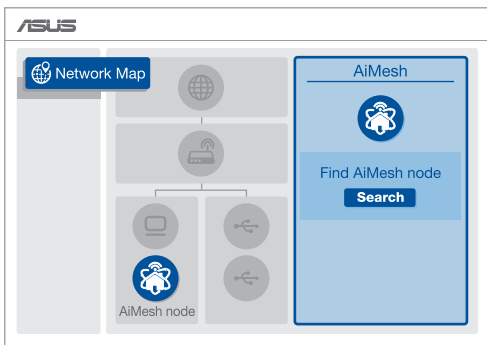 ASUS
Network Map
AiMesh
Find AiMesh node
Search
AiMesh node